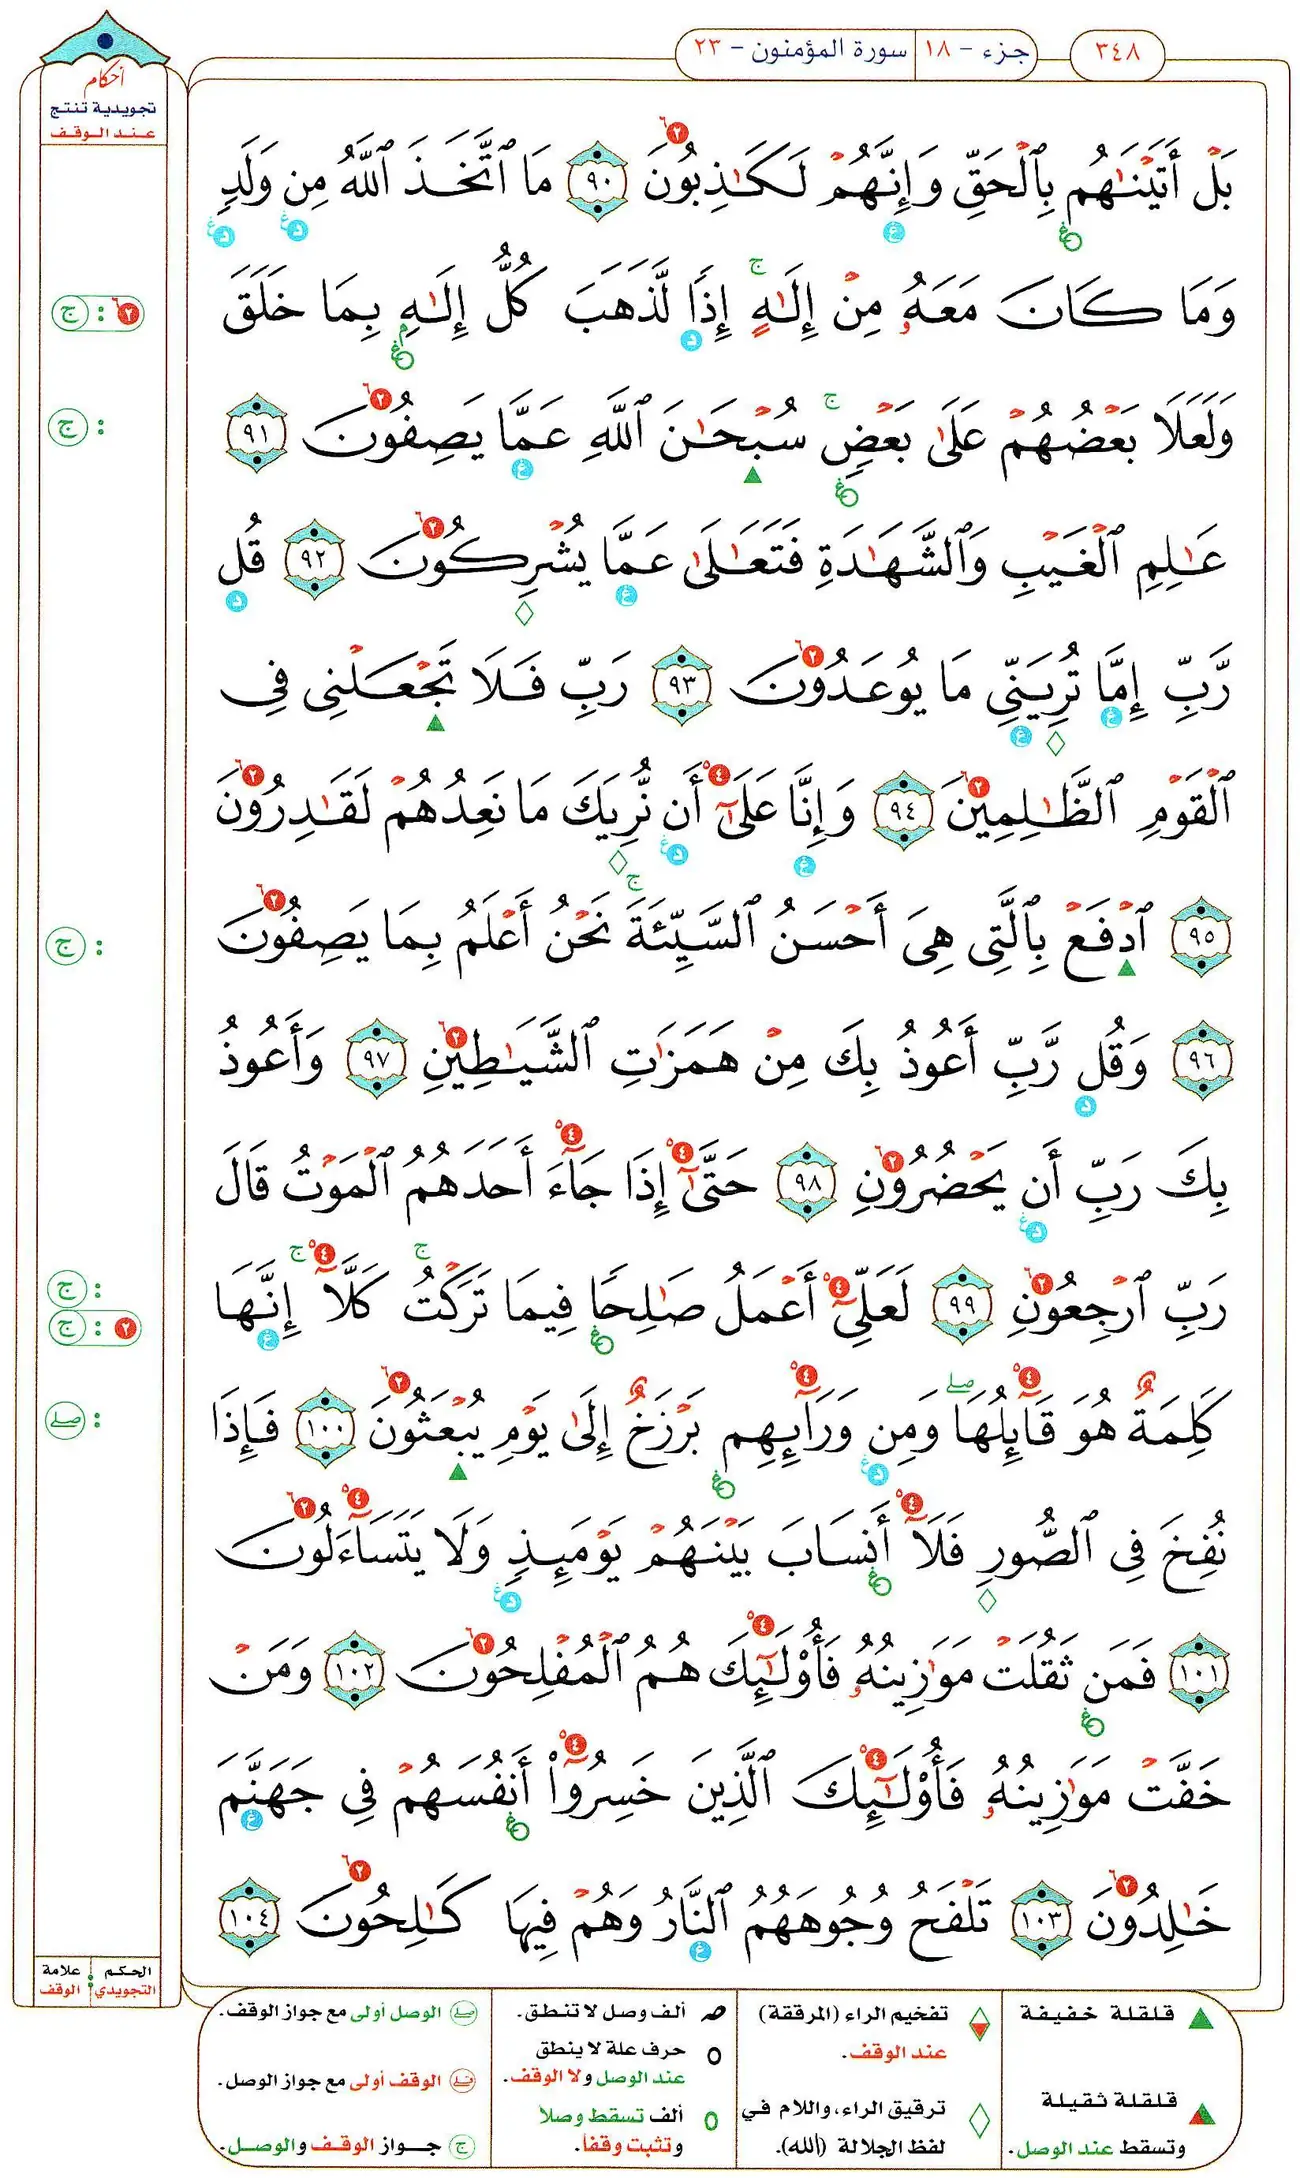 ٣٤٨
جزء - ١٨ سورة المؤمنون - ٢٣
أحكام
تجويدية تنتج
عند الوقف
بَلْ أَتَيْنَٰهُم بِٱلْحَقِّ وَإِنَّهُمْ لَكَٰذِبُونَ ٩٠ مَا ٱتَّخَذَ ٱللَّهُ مِن وَلَدٍ
وَمَا كَانَ مَعَهُۥ مِنْ إِلَٰهٍ ۚ إِذًا لَّذَهَبَ كُلُّ إِلَٰهٍۭ بِمَا خَلَقَ
وَلَعَلَا بَعْضُهُمْ عَلَىٰ بَعْضٍ ۚ سُبْحَٰنَ ٱللَّهِ عَمَّا يَصِفُونَ ٩١
عَٰلِمِ ٱلْغَيْبِ وَٱلشَّهَٰدَةِ فَتَعَٰلَىٰ عَمَّا يُشْرِكُونَ ٩٢ قُل
رَّبِّ إِمَّا تُرِيَنِّى مَا يُوعَدُونَ ٩٣ رَبِّ فَلَا تَجْعَلْنِى فِى
ٱلْقَوْمِ ٱلظَّٰلِمِينَ ٩٤ وَإِنَّا عَلَىٰٓ أَن نُّرِيَكَ مَا نَعِدُهُمْ لَقَٰدِرُونَ
٩٥ ٱدْفَعْ بِٱلَّتِى هِىَ أَحْسَنُ ٱلسَّيِّئَةَ ۚ نَحْنُ أَعْلَمُ بِمَا يَصِفُونَ
٩٦ وَقُل رَّبِّ أَعُوذُ بِكَ مِنْ هَمَزَٰتِ ٱلشَّيَٰطِينِ ٩٧ وَأَعُوذُ
بِكَ رَبِّ أَن يَحْضُرُونِ ٩٨ حَتَّىٰٓ إِذَا جَآءَ أَحَدَهُمُ ٱلْمَوْتُ قَالَ
رَبِّ ٱرْجِعُونِ ٩٩ لَعَلِّىٓ أَعْمَلُ صَٰلِحًا فِيمَا تَرَكْتُ ۚ كَلَّآ ۚ إِنَّهَا
كَلِمَةٌ هُوَ قَآئِلُهَا ۖ وَمِن وَرَآئِهِم بَرْزَخٌ إِلَىٰ يَوْمِ يُبْعَثُونَ ١٠٠ فَإِذَا
نُفِخَ فِى ٱلصُّورِ فَلَآ أَنسَابَ بَيْنَهُمْ يَوْمَئِذٍ وَلَا يَتَسَآءَلُونَ
١٠١ فَمَن ثَقُلَتْ مَوَٰزِينُهُۥ فَأُو۟لَٰٓئِكَ هُمُ ٱلْمُفْلِحُونَ ١٠٢ وَمَنْ
خَفَّتْ مَوَٰزِينُهُۥ فَأُو۟لَٰٓئِكَ ٱلَّذِينَ خَسِرُوٓا۟ أَنفُسَهُمْ فِى جَهَنَّمَ
خَٰلِدُونَ ١٠٣ تَلْفَحُ وُجُوهَهُمُ ٱلنَّارُ وَهُمْ فِيهَا كَٰلِحُونَ ١٠٤
الحكم التجويدي : علامة الوقف
قلقلة خفيفة
قلقلة ثقيلة
وتسقط عند الوصل.
تفخيم الراء (المرققة)
عند الوقف.
ترقيق الراء، واللام في
لفظ الجلالة (الله).
ألف وصل لا تنطق.
حرف علة لا ينطق
عند الوصل ولا الوقف.
ألف تسقط وصلا
وتثبت وقفا.
صلے الوصل أولى مع جواز الوقف.
قلے الوقف أولى مع جواز الوصل.
ج جواز الوقف والوصل.